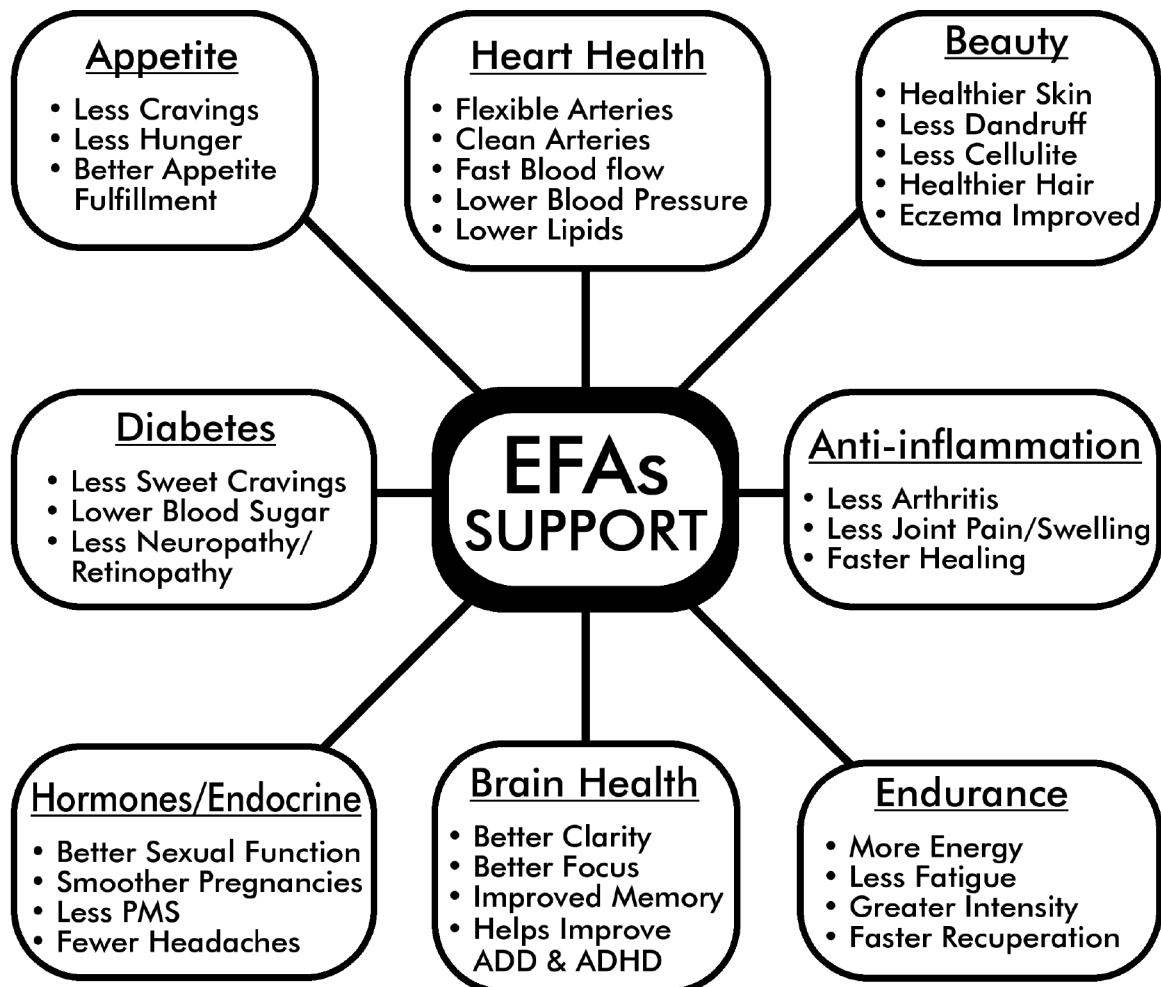 Appetite
• Less Cravings
• Less Hunger
• Better Appetite
Fulfillment
Heart Health
• Flexible Arteries
• Clean Arteries
• Fast Blood flow
• Lower Blood Pressure
• Lower Lipids
Beauty
• Healthier Skin
• Less Dandruff
• Less Cellulite
• Healthier Hair
• Eczema Improved
Diabetes
• Less Sweet Cravings
• Lower Blood Sugar
• Less Neuropathy/
Retinopathy
EFAs
SUPPORT
Anti-inflammation
• Less Arthritis
• Less Joint Pain/Swelling
• Faster Healing
Hormones/Endocrine
• Better Sexual Function
• Smoother Pregnancies
• Less PMS
• Fewer Headaches
Brain Health
• Better Clarity
• Better Focus
• Improved Memory
• Helps Improve
ADD & ADHD
Endurance
• More Energy
• Less Fatigue
• Greater Intensity
• Faster Recuperation